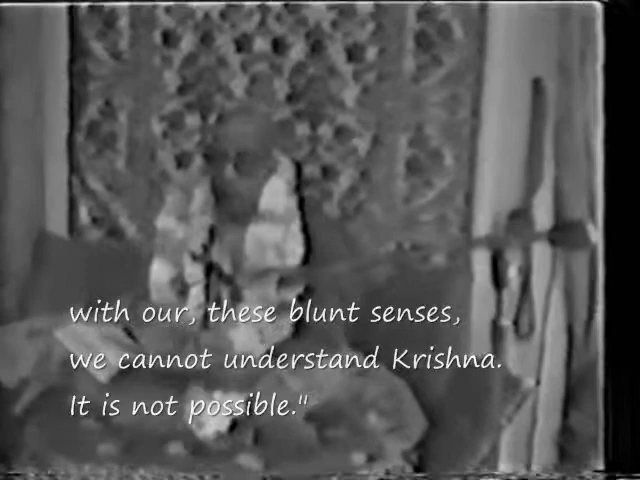 with our, these blunt senses,
we cannot understand Krishna.
It is not possible."